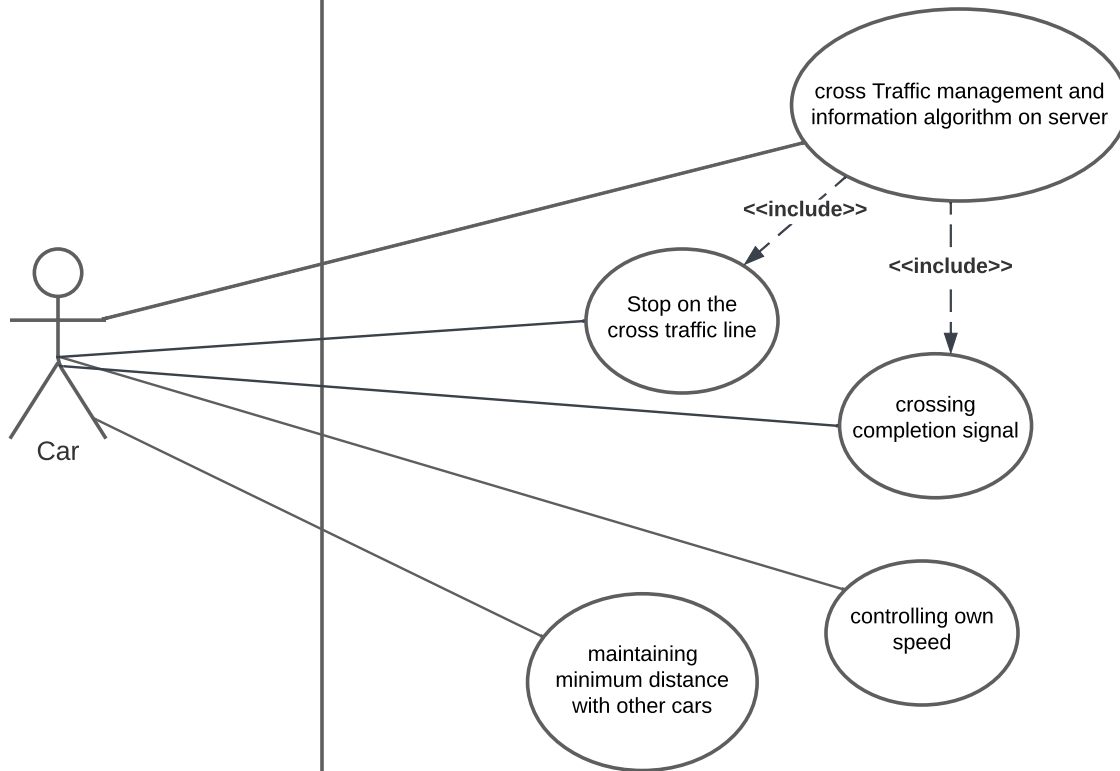 cross Traffic management and
information algorithm on server
<<include>>
<<include>>
Stop on the
cross traffic line
crossing
completion signal
Car
controlling own
speed
maintaining
minimum distance
with other cars